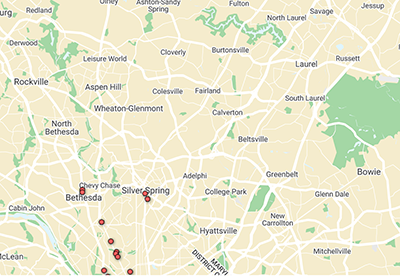 Redland
Ashton-Sandy
Spring
Fulton
Savage
Jessup
Derwood
Olney
North Laurel
Cloverly
Burtonsville
Laurel
Russett
Leisure World
Rockville
Aspen Hill
Colesville
Fairland
South Laurel
Wheaton-Glenmont
Calverton
North
Bethesda
Beltsville
Bowie
Adelphi
Greenbelt
Chevy Chase
Silver Spring
Bethesda
College Park
Glenn Dale
Cabin John
New
Carrollton
Hyattsville
McLean
Mitchellville
MARYL
DISTRICT O